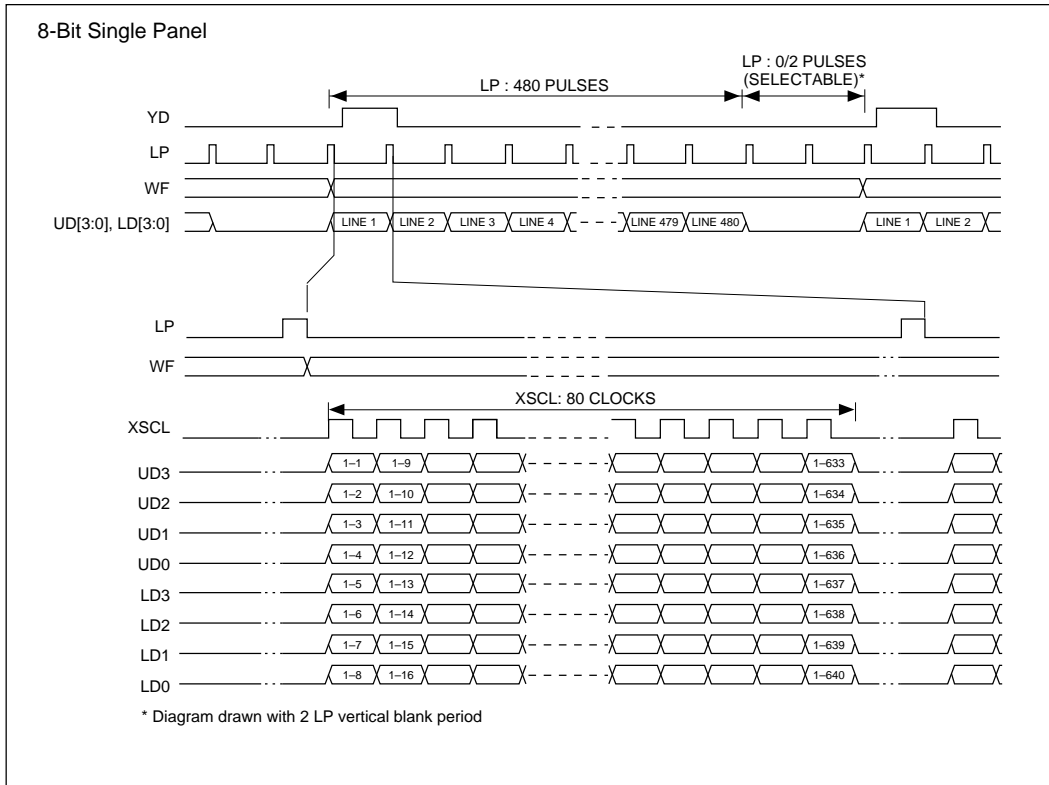 8-Bit Single Panel
LP : 0/2 PULSES
(SELECTABLE)*
LP : 480 PULSES
YD
LP
WF
UD[3:0], LD[3:0] LINE 1 LINE 2 LINE 3 LINE 4 LINE 479 LINE 480 LINE 1 LINE 2
LP
WF
XSCL: 80 CLOCKS
XSCL
UD3 1–1 1–9 1–633
UD2 1–2 1–10 1–634
UD1 1–3 1–11 1–635
UD0 1–4 1–12 1–636
LD3 1–5 1–13 1–637
LD2 1–6 1–14 1–638
LD1 1–7 1–15 1–639
LD0 1–8 1–16 1–640
* Diagram drawn with 2 LP vertical blank period